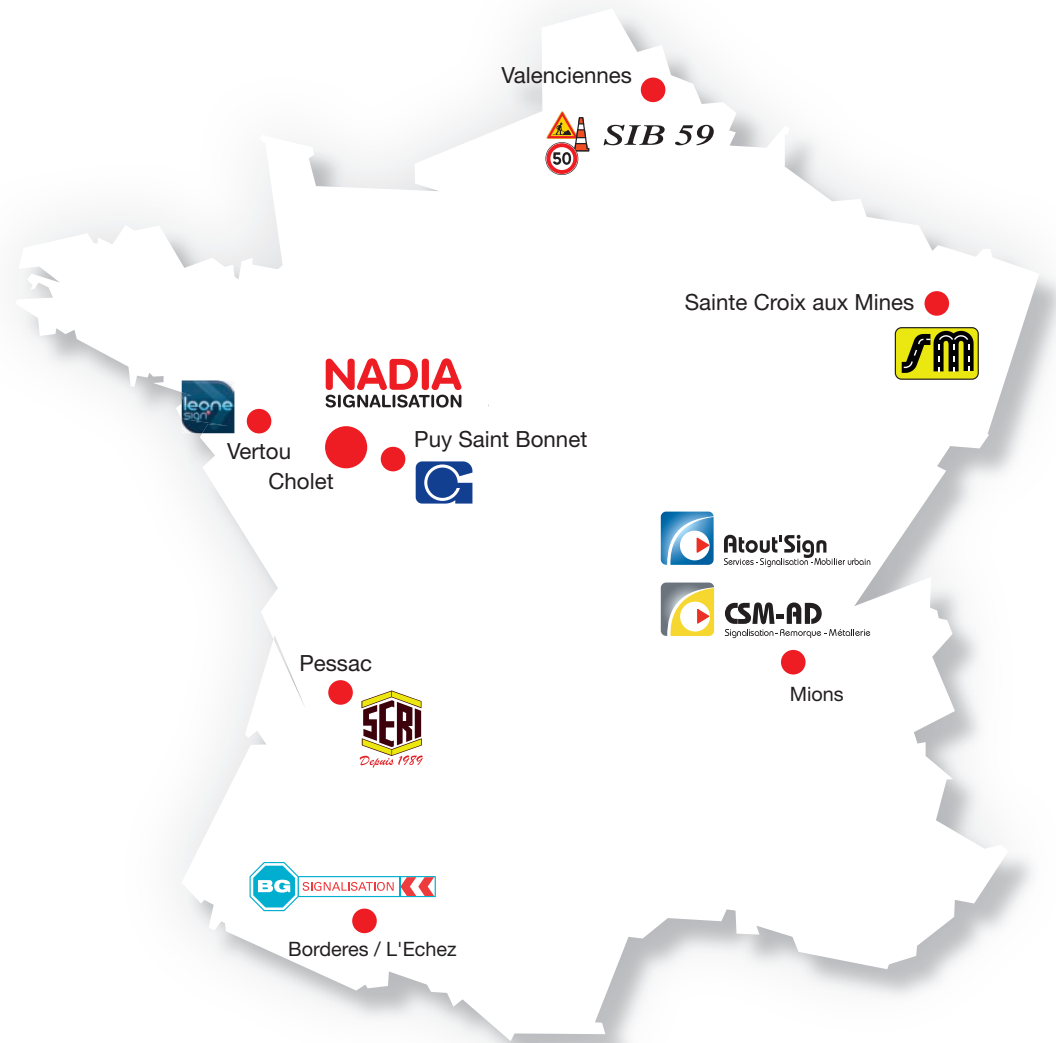 Valenciennes
50
SIB 59
Sainte Croix aux Mines
SM
NADIA
SIGNALISATION
leone
sign
Vertou
Cholet
Puy Saint Bonnet
Atout'Sign
Services - Signalisation - Mobilier urbain
CSM-AD
Signalisation - Remorque - Métallerie
Mions
Pessac
SERI
Depuis 1989
BG SIGNALISATION
Borderes / L'Echez